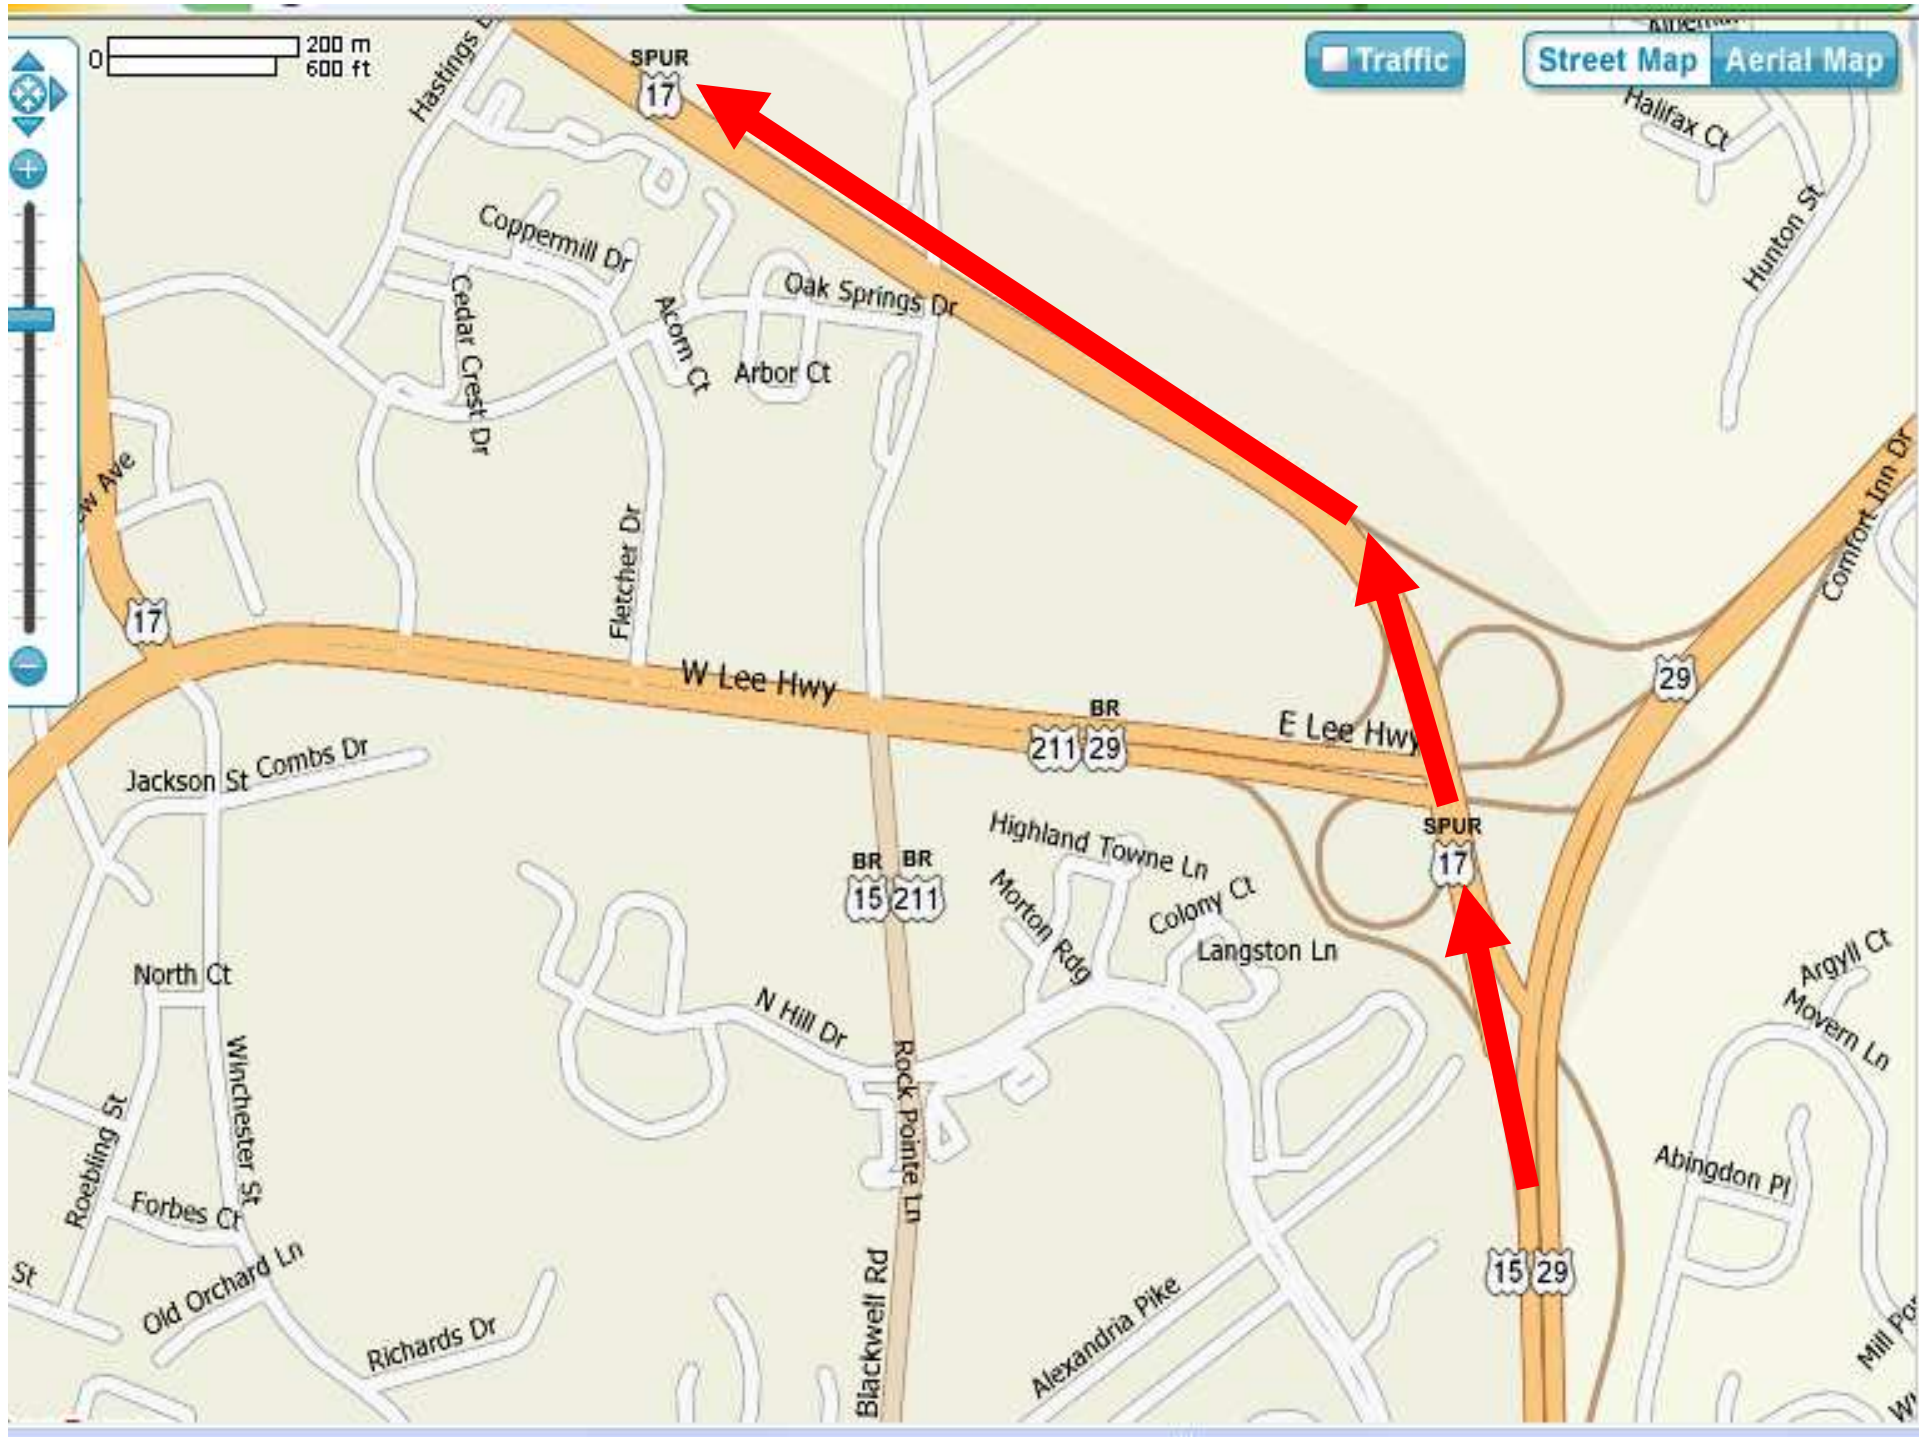 0
200 m
600 ft
Hastings
SPUR
17
Traffic
Street Map
Aerial Map
Halifax Ct
Hunton St
Coppermill Dr
Cedar Crest Dr
Acorn Ct
Oak Springs Dr
Arbor Ct
Comfort Inn Dr
Ave
Fletcher Dr
17
W Lee Hwy
BR
211 29
E Lee Hwy
29
Jackson St
Combs Dr
SPUR
17
Highland Towne Ln
BR BR
15 211
Morton Rdg
Colony Ct
Langston Ln
North Ct
N Hill Dr
Argyll Ct
Movern Ln
Winchester St
Rock Pointe Ln
Roebling St
Abingdon Pl
Forbes Ct
St
Old Orchard Ln
15 29
Blackwell Rd
Alexandria Pike
Richards Dr
Mill